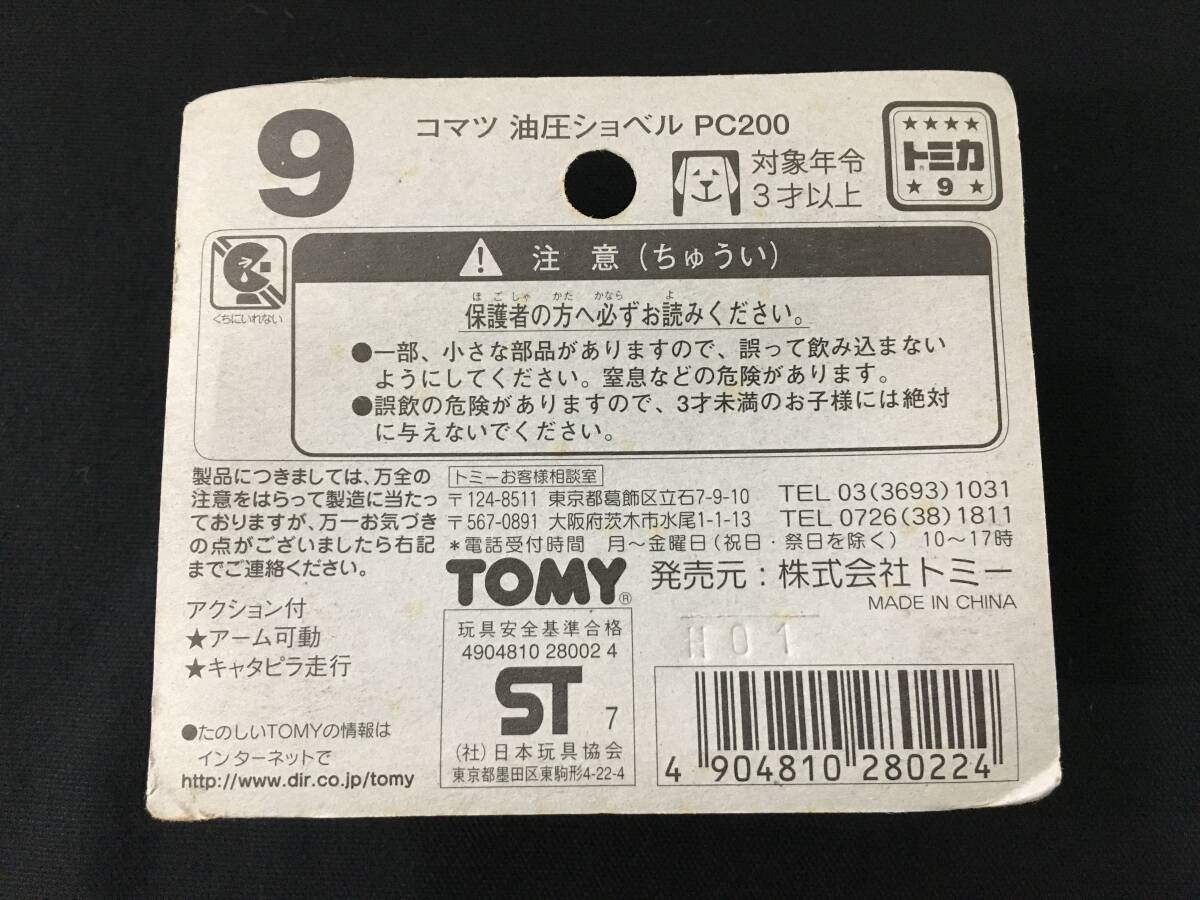 9
コマツ 油圧ショベル PC200
対象年令
3才以上
トミカ
9
くちにいれない
注 意(ちゅうい)
ほごしゃ かた かなら よ
保護者の方へ必ずお読みください。
●一部、小さな部品がありますので、誤って飲み込まない
ようにしてください。窒息などの危険があります。
●誤飲の危険がありますので、3才未満のお子様には絶対
に与えないでください。
製品につきましては、万全の
注意をはらって製造に当たっ
ておりますが、万一お気づき
の点がございましたら右記
までご連絡ください。
トミーお客様相談室
〒124-8511 東京都葛飾区立石7-9-10 TEL 03(3693)1031
〒567-0891 大阪府茨木市水尾1-1-13 TEL 0726(38)1811
*電話受付時間 月~金曜日(祝日・祭日を除く) 10~17時
TOMY® 発売元:株式会社トミー
MADE IN CHINA
アクション付
★アーム可動
★キャタピラ走行
●たのしいTOMYの情報は
インターネットで
http://www.dir.co.jp/tomy
玩具安全基準合格
4904810 28002 4
ST 7
(社)日本玩具協会
東京都墨田区東駒形4-22-4
H01
4 904810 280224